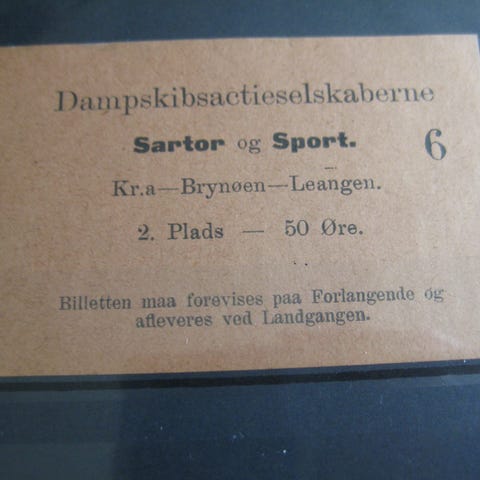 Dampskibsactieselskaberne
Sartor og Sport.
6
Kr.a—Brynøen—Leangen.
2. Plads — 50 Øre.
Billetten maa forevises paa Forlangende og
afleveres ved Landgangen.